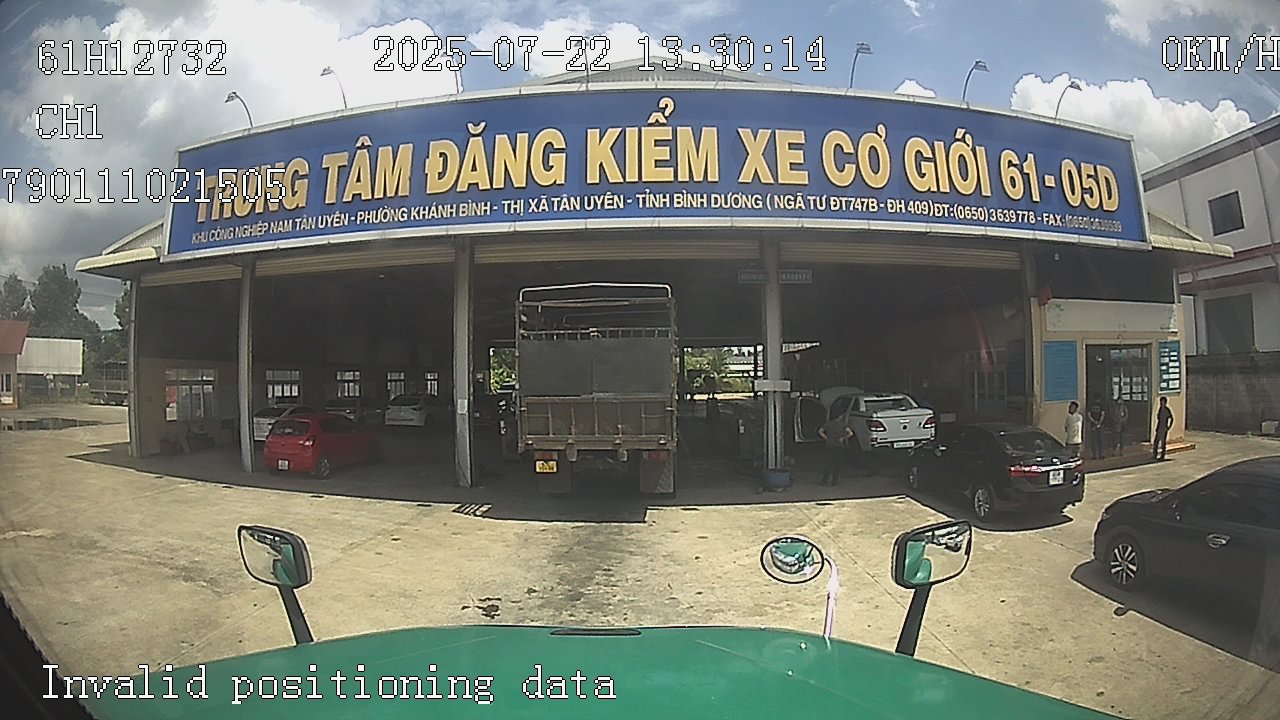 61H12732 2025-07-22 13:30:14 0KM/H
CH1
790111021505
TRUNG TÂM ĐĂNG KIỂM XE CƠ GIỚI 61-05D
KHU CÔNG NGHIỆP NAM TÂN UYÊN - PHƯỜNG KHÁNH BÌNH - THỊ XÃ TÂN UYÊN - TỈNH BÌNH DƯƠNG ( NGÃ TƯ ĐT747B - ĐH 409) ĐT:(0650) 3639778 - FAX:(0650)
Invalid positioning data